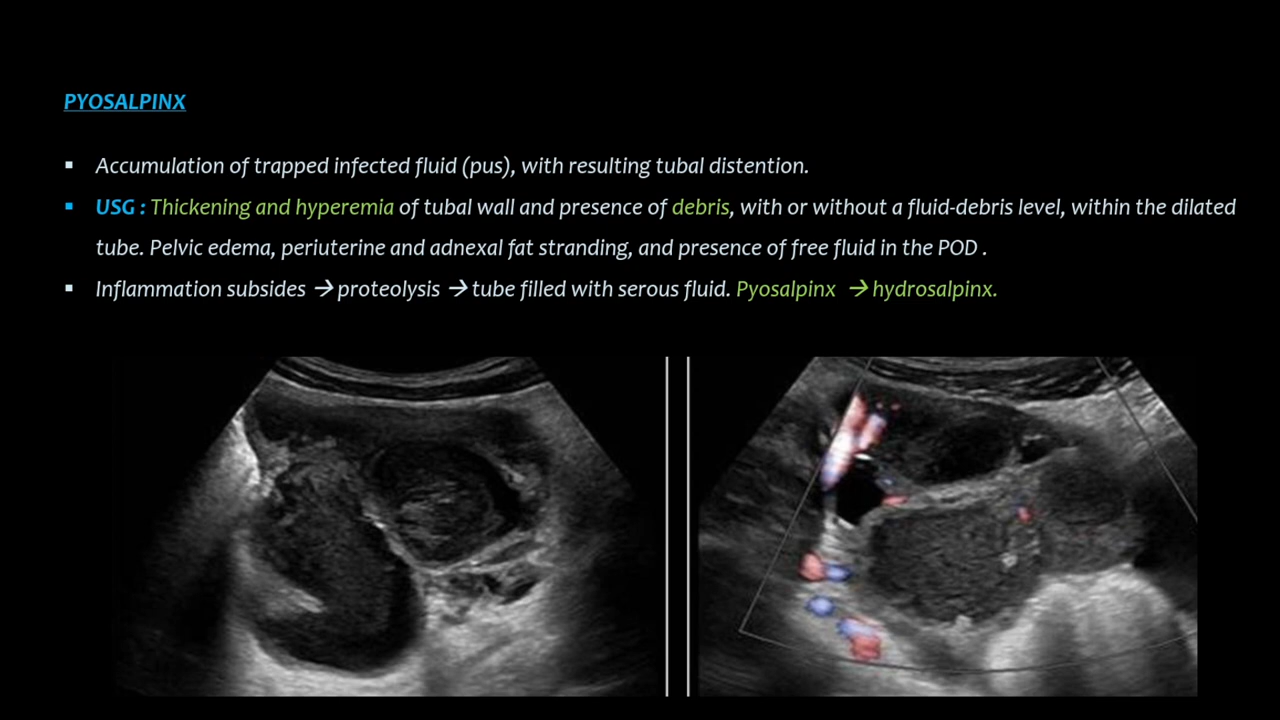 PYOSALPINX
▪ Accumulation of trapped infected fluid (pus), with resulting tubal distention.
▪ USG : Thickening and hyperemia of tubal wall and presence of debris, with or without a fluid-debris level, within the dilated
tube. Pelvic edema, periuterine and adnexal fat stranding, and presence of free fluid in the POD .
▪ Inflammation subsides → proteolysis → tube filled with serous fluid. Pyosalpinx → hydrosalpinx.